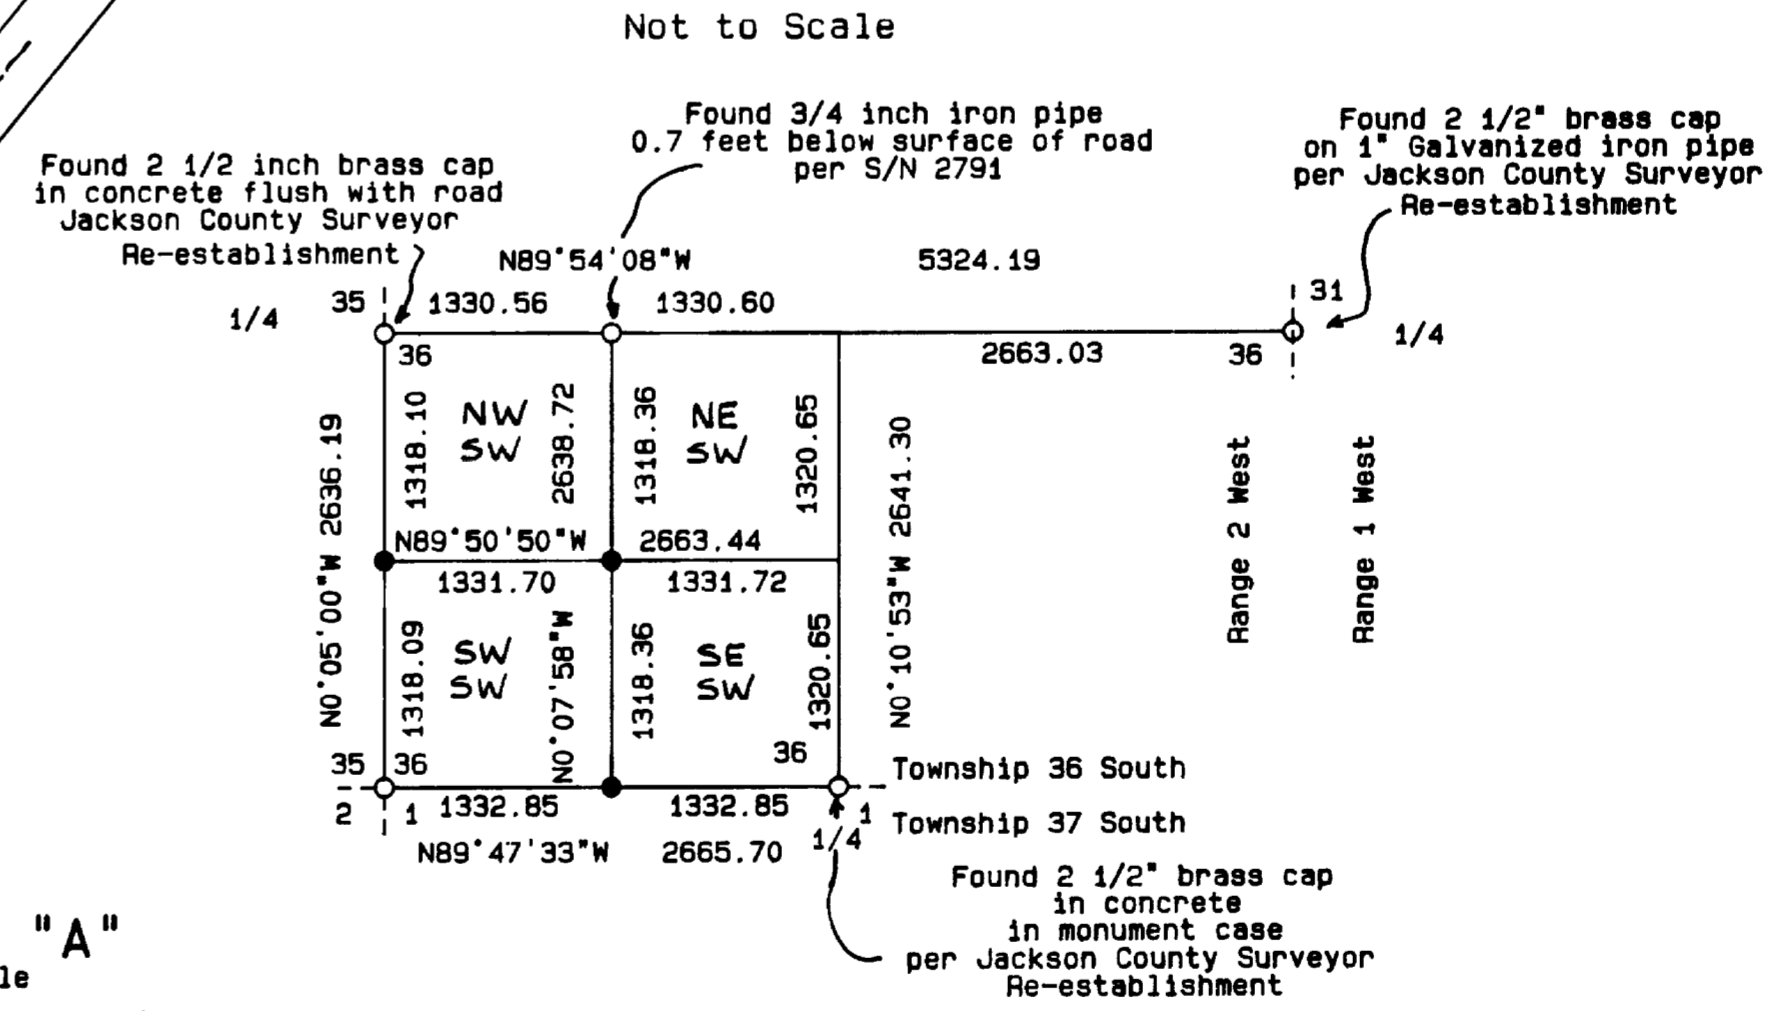 Not to Scale
Found 3/4 inch iron pipe
0.7 feet below surface of road
per S/N 2791
Found 2 1/2" brass cap
on 1" Galvanized iron pipe
per Jackson County Surveyor
Re-establishment
Found 2 1/2 inch brass cap
in concrete flush with road
Jackson County Surveyor
Re-establishment
N89°54'08"W
5324.19
1/4
35
1330.56
1330.60
31
1/4
36
2663.03
36
N0°05'00"W 2636.19
1318.10
NW
SW
2638.72
1318.36
NE
SW
1320.65
N0°10'53"W 2641.30
Range 2 West
Range 1 West
N89°50'50"W
2663.44
1331.70
1331.72
1318.09
SW
SW
N0°07'58"W
1318.36
SE
SW
1320.65
35
36
36
Township 36 South
2
1
1332.85
1332.85
1
Township 37 South
1/4
N89°47'33"W
2665.70
Found 2 1/2" brass cap
in concrete
in monument case
per Jackson County Surveyor
Re-establishment
"A"
le